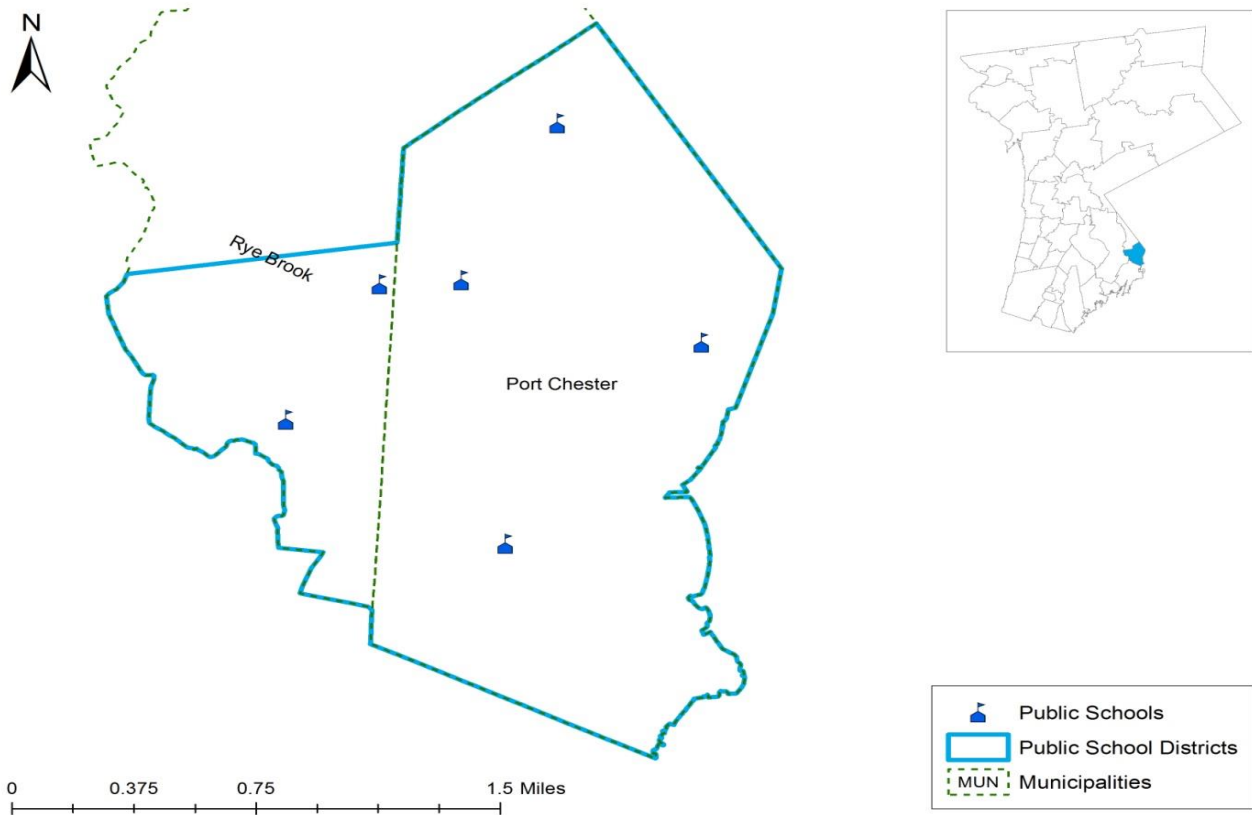 N
Rye Brook
Port Chester
Public Schools
Public School Districts
MUN Municipalities
0 0.375 0.75 1.5 Miles